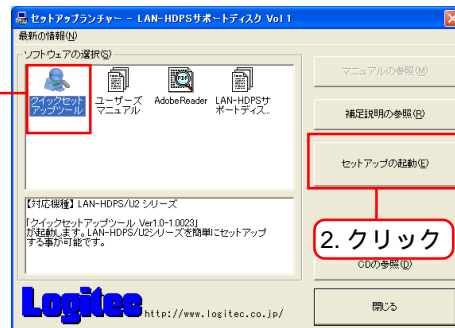 セットアップランチャー - LAN-HDPSサポートディスク Vol 1
最新の情報(N)
ソフトウェアの選択(S)
クイックセットアップツール
ユーザーズマニュアル
AdobeReader
LAN-HDPSサポートディス...
マニュアルの参照(M)
補足説明の参照(R)
セットアップの起動(E)
【対応機種】LAN-HDPS/U2 シリーズ
「クイックセットアップツール Ver1.0-1.0023」
が起動します。LAN-HDPS/U2シリーズを簡単にセットアップ
する事が可能です。
2. クリック
CDの参照(D)
Logitec http://www.logitec.co.jp/
閉じる